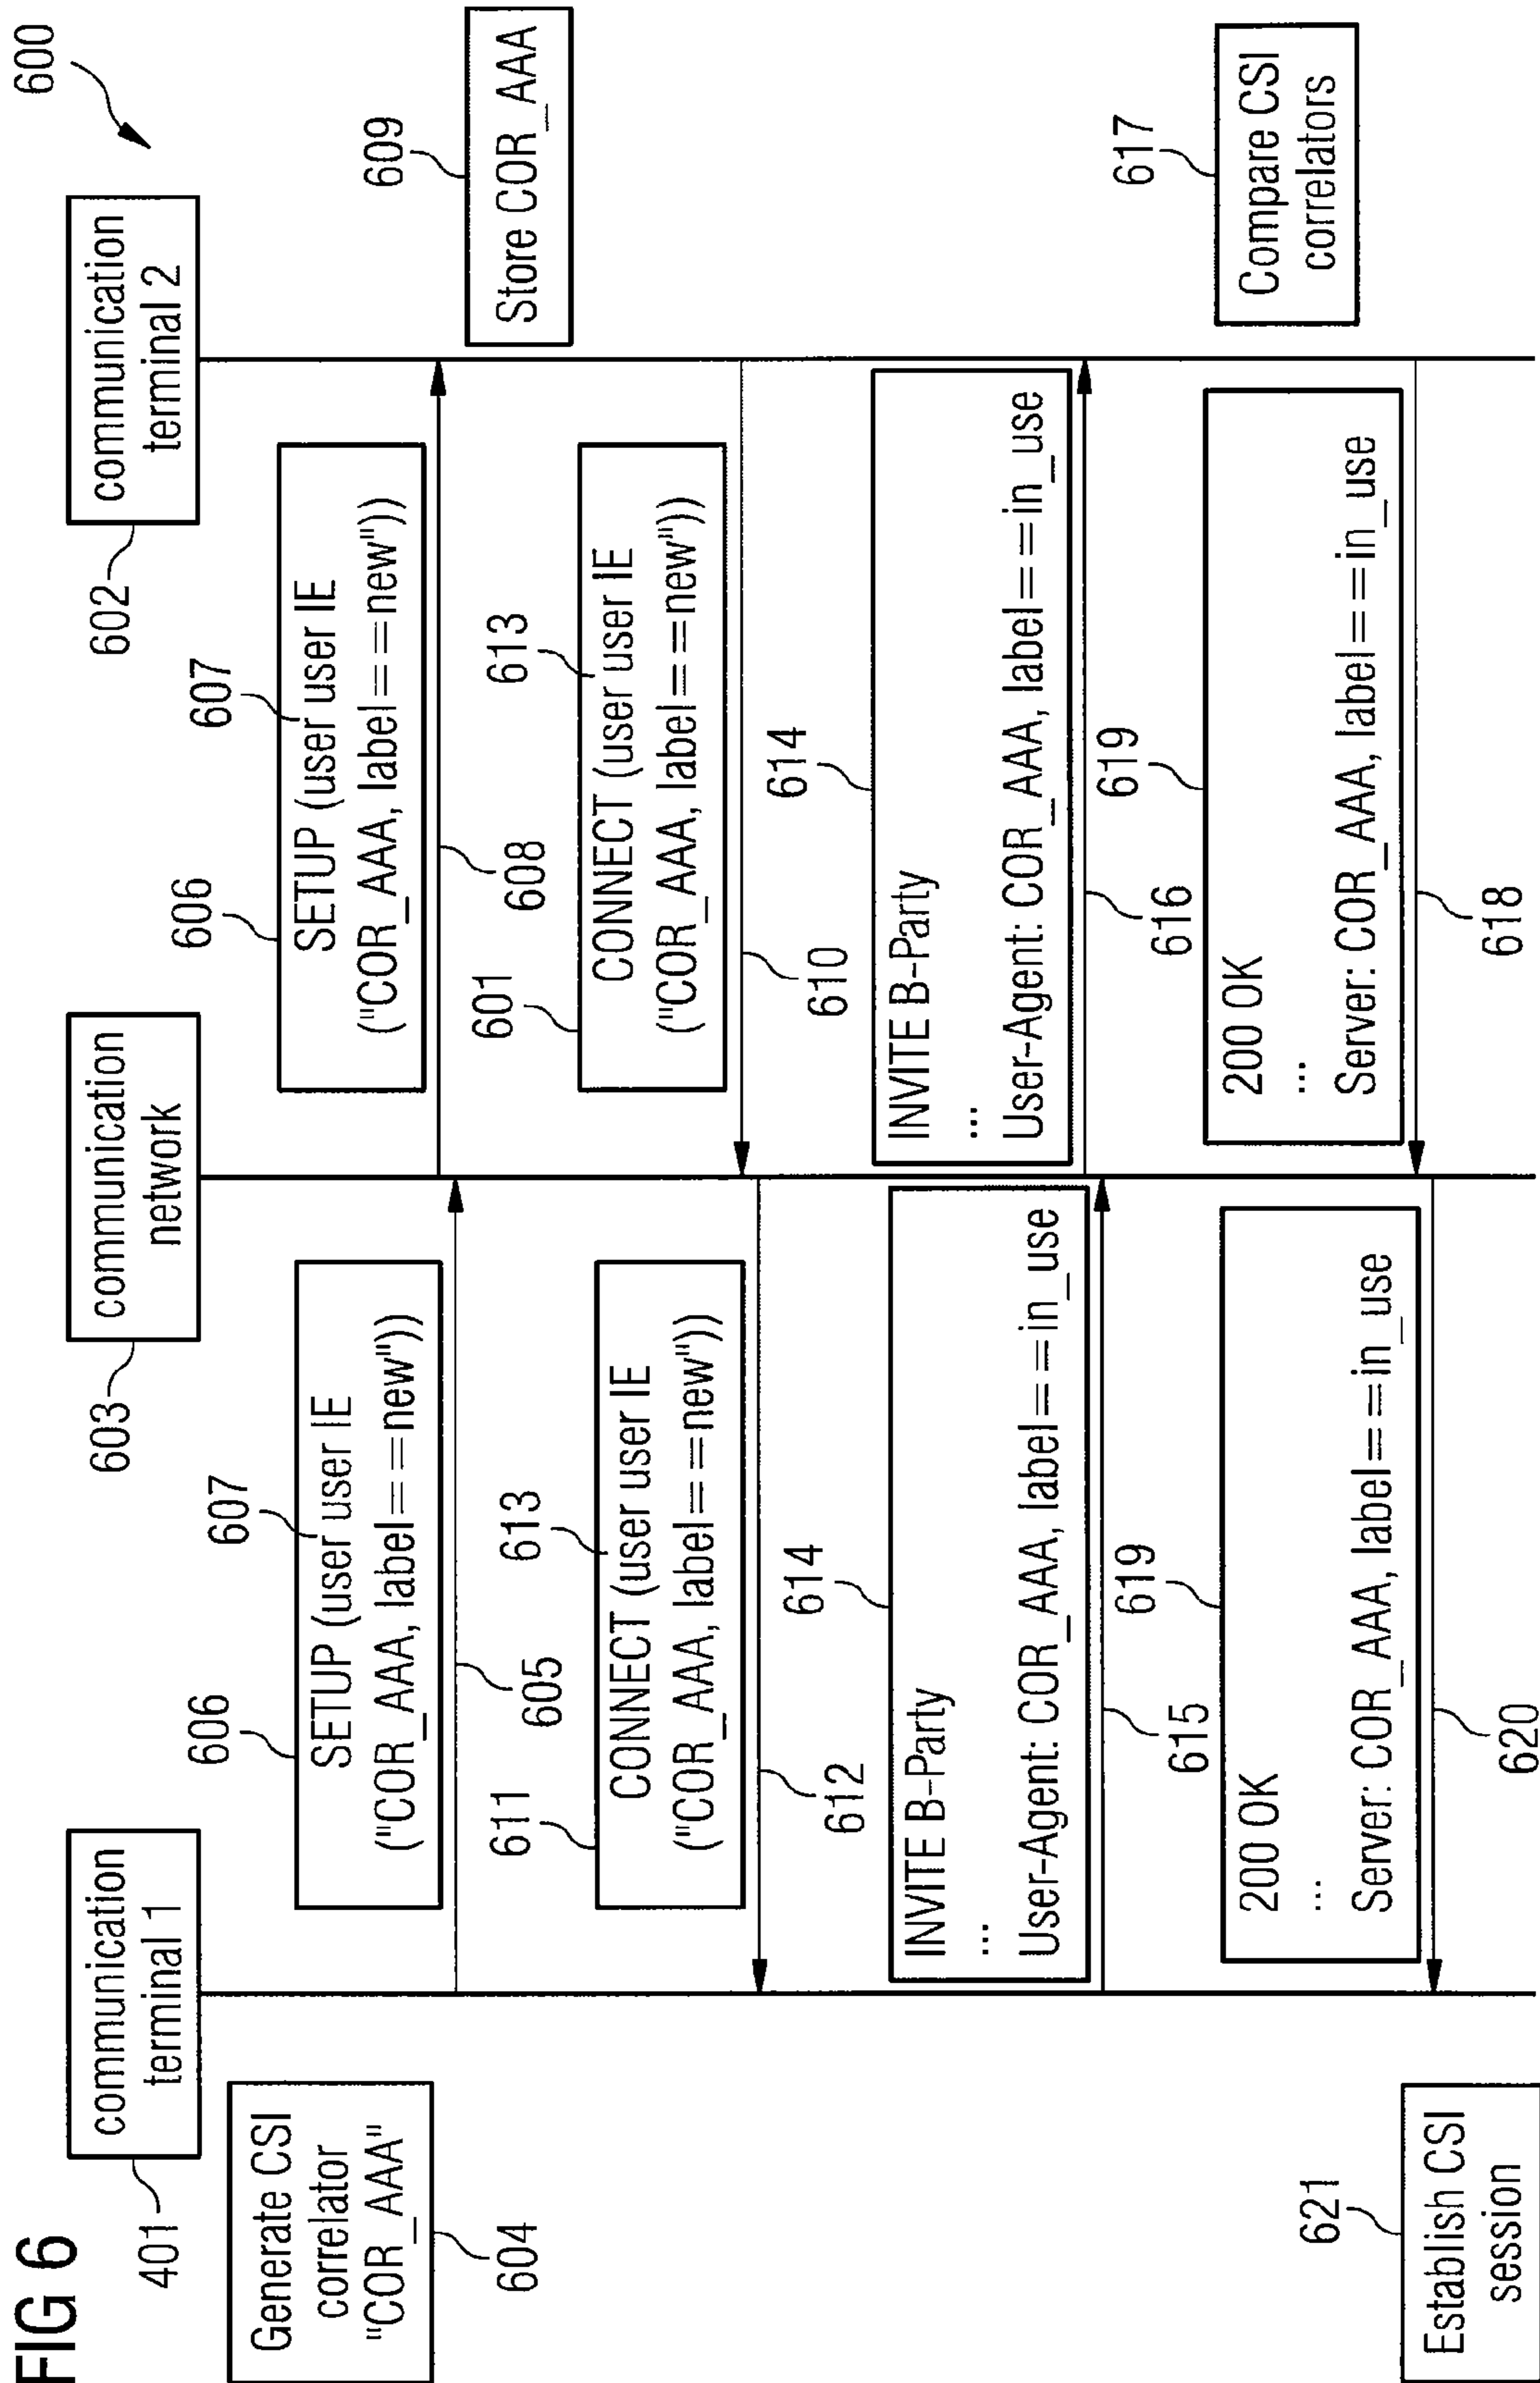 FIG 6
600
401
communication
terminal 1
603
communication
network
602
communication
terminal 2
Generate CSI
correlator
"COR_AAA"
604
606
607
SETUP (user user IE
("COR_AAA, label==new"))
605
606
607
SETUP (user user IE
("COR_AAA, label==new"))
608
609
Store COR_AAA
611
613
CONNECT (user user IE
("COR_AAA, label==new"))
612
601
613
CONNECT (user user IE
("COR_AAA, label==new"))
610
614
INVITE B-Party
...
User-Agent: COR_AAA, label==in_use
615
614
INVITE B-Party
...
User-Agent: COR_AAA, label==in_use
616
617
Compare CSI
correlators
619
200 OK
...
Server: COR_AAA, label==in_use
620
619
200 OK
...
Server: COR_AAA, label==in_use
618
621
Establish CSI
session